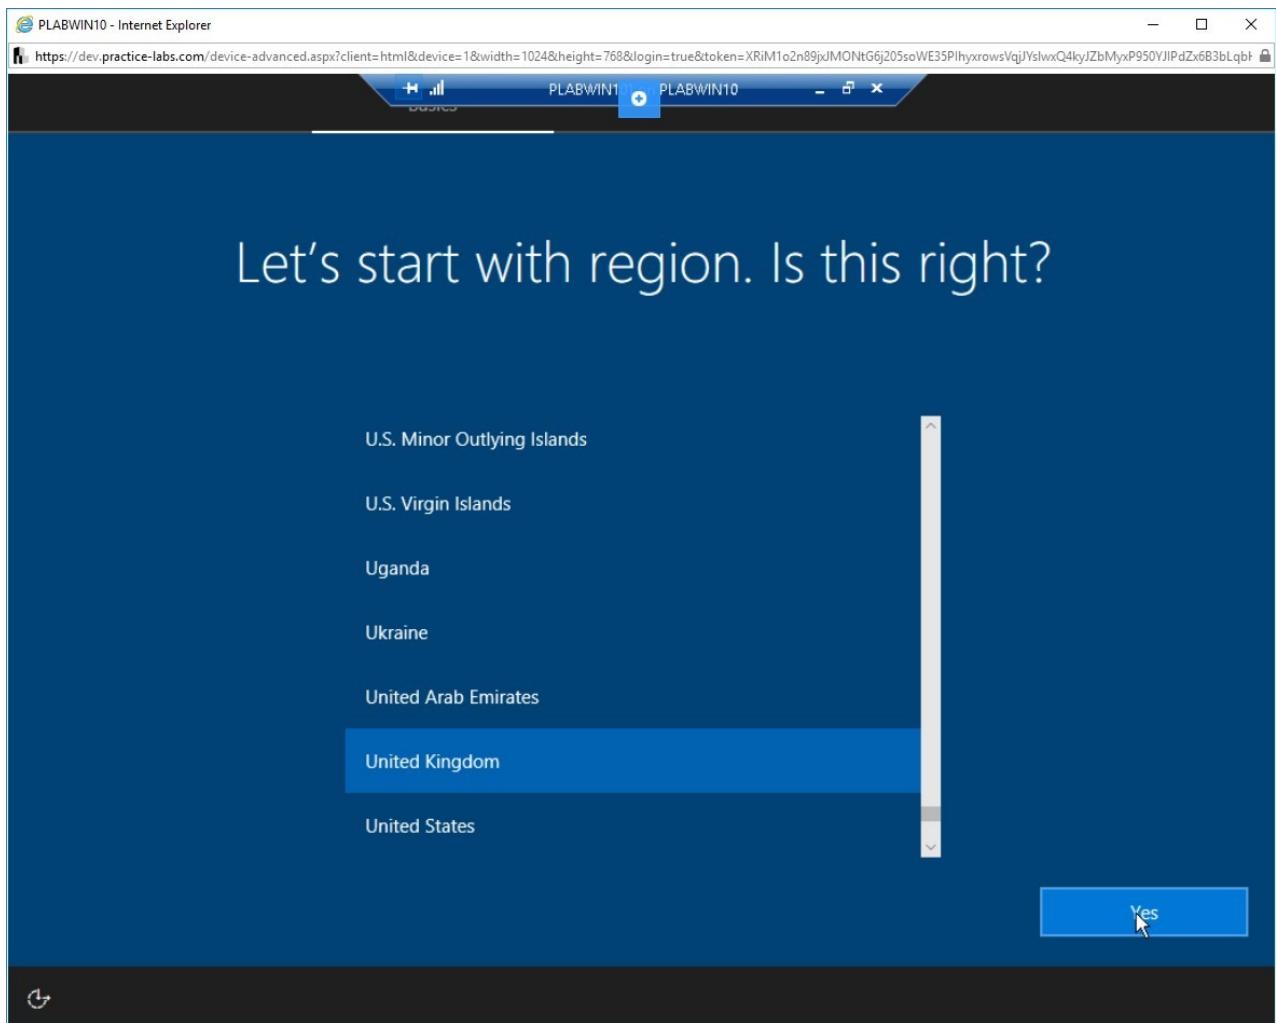 PLABWIN10 - Internet Explorer
https://dev.practice-labs.com/device-advanced.aspx?client=html&device=1&width=1024&height=768&login=true&token=
PLABWIN10 PLABWIN10
Basics
Let's start with region. Is this right?
U.S. Minor Outlying Islands
U.S. Virgin Islands
Uganda
Ukraine
United Arab Emirates
United Kingdom
United States
Yes